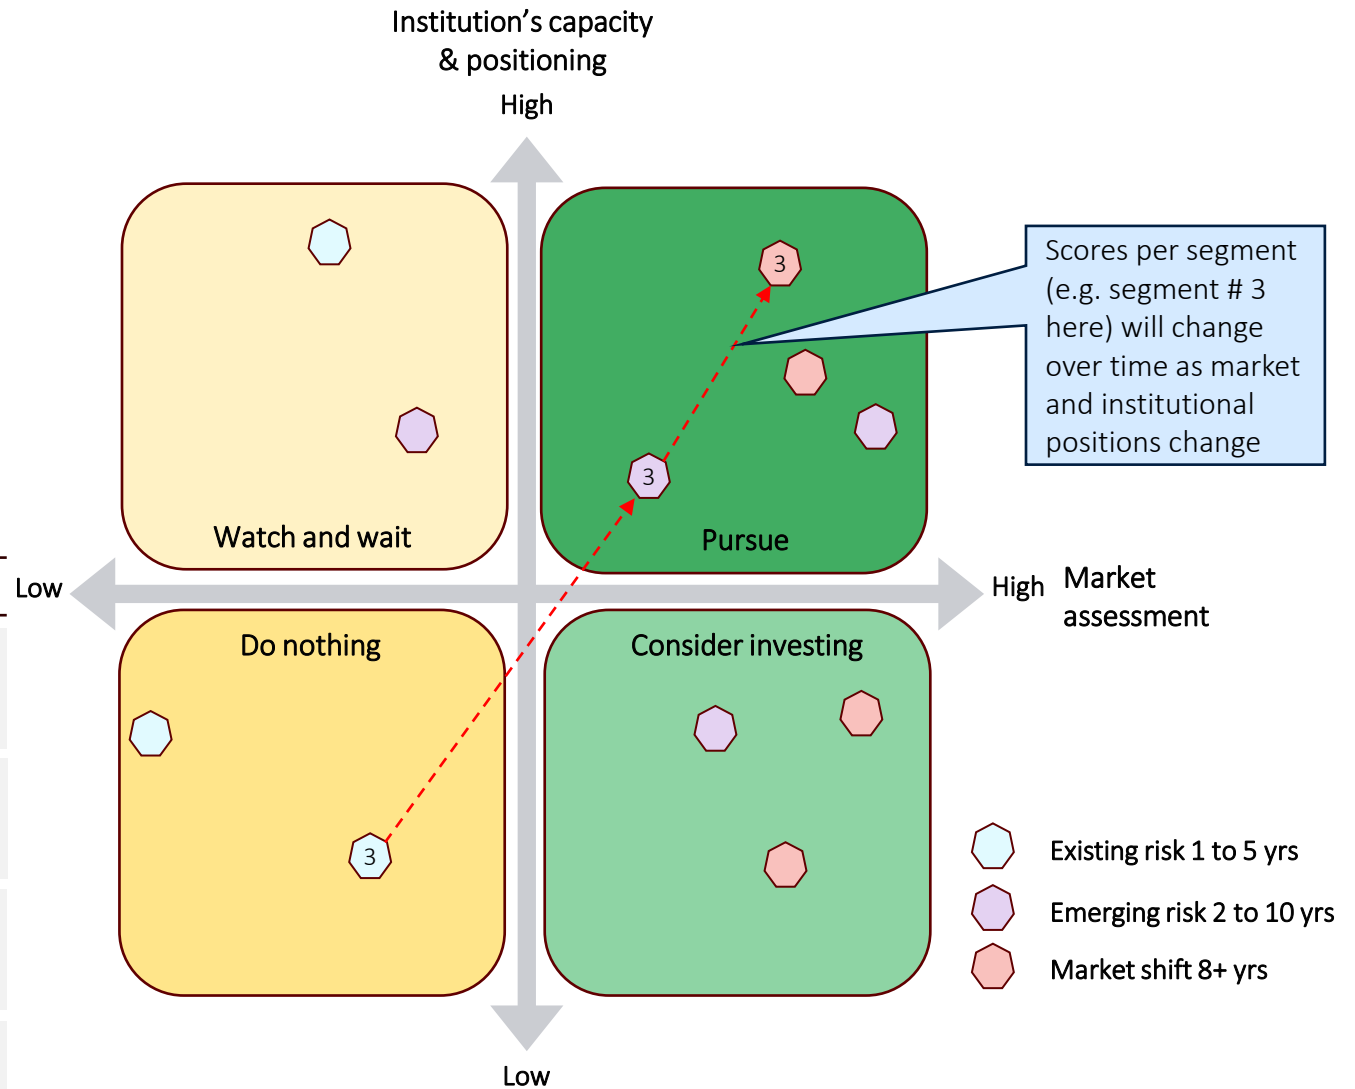 Institution’s capacity
& positioning
High
3
Scores per segment
(e.g. segment # 3
here) will change
over time as market
and institutional
positions change
3
Watch and wait
Pursue
Low
High
Market
assessment
Do nothing
Consider investing
3
Existing risk 1 to 5 yrs
Emerging risk 2 to 10 yrs
Market shift 8+ yrs
Low